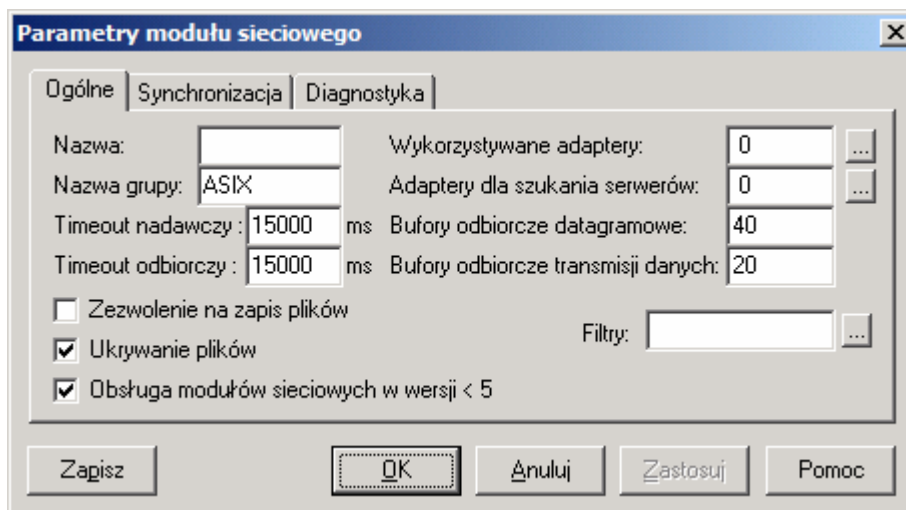 Parametry modułu sieciowego
Ogólne Synchronizacja Diagnostyka
Nazwa: Wykorzystywane adaptery: 0 ...
Nazwa grupy: ASIX Adaptery dla szukania serwerów: 0 ...
Timeout nadawczy : 15000 ms Bufory odbiorcze datagramowe: 40
Timeout odbiorczy : 15000 ms Bufory odbiorcze transmisji danych: 20
Zezwolenie na zapis plików
Filtry: ...
Ukrywanie plików
Obsługa modułów sieciowych w wersji < 5
Zapisz OK Anuluj Zastosuj Pomoc